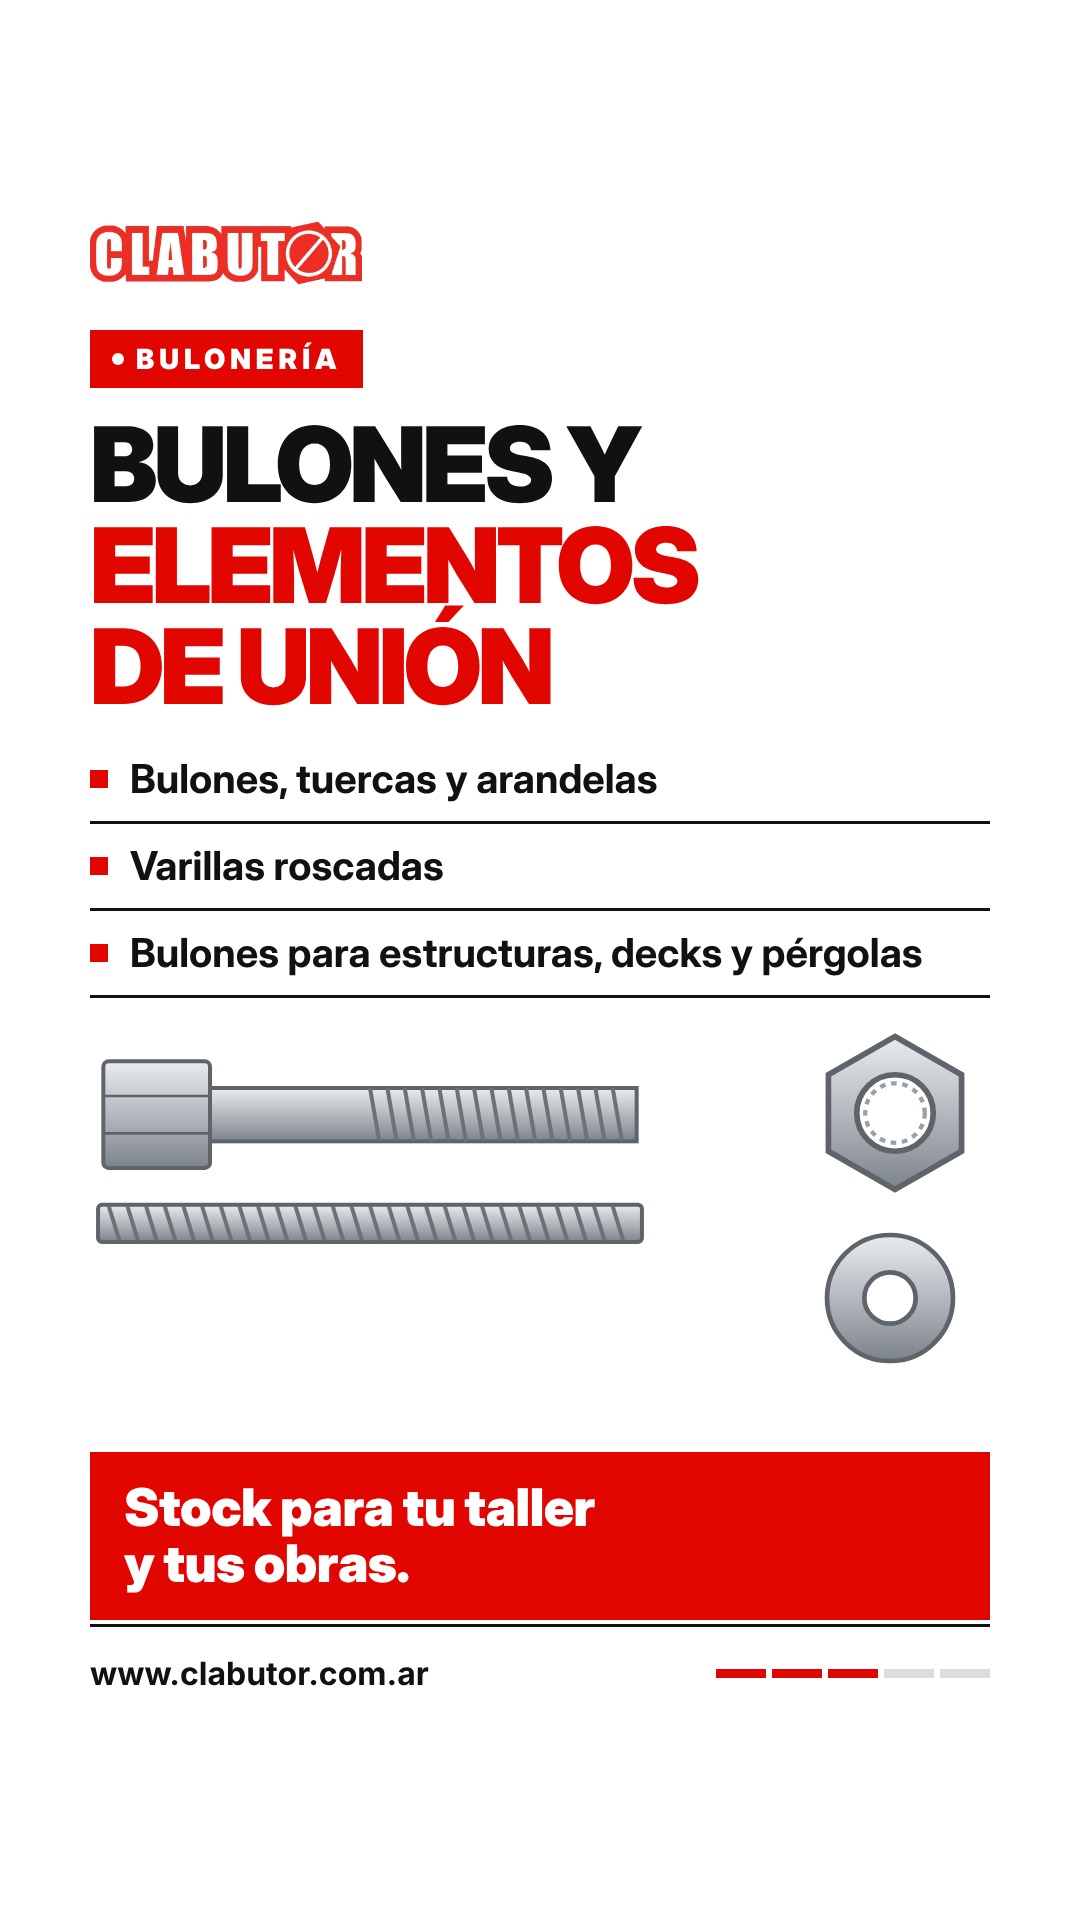 CLABUTOR
• BULONERÍA
BULONES Y
ELEMENTOS
DE UNIÓN
Bulones, tuercas y arandelas
Varillas roscadas
Bulones para estructuras, decks y pérgolas
Stock para tu taller
y tus obras.
www.clabutor.com.ar